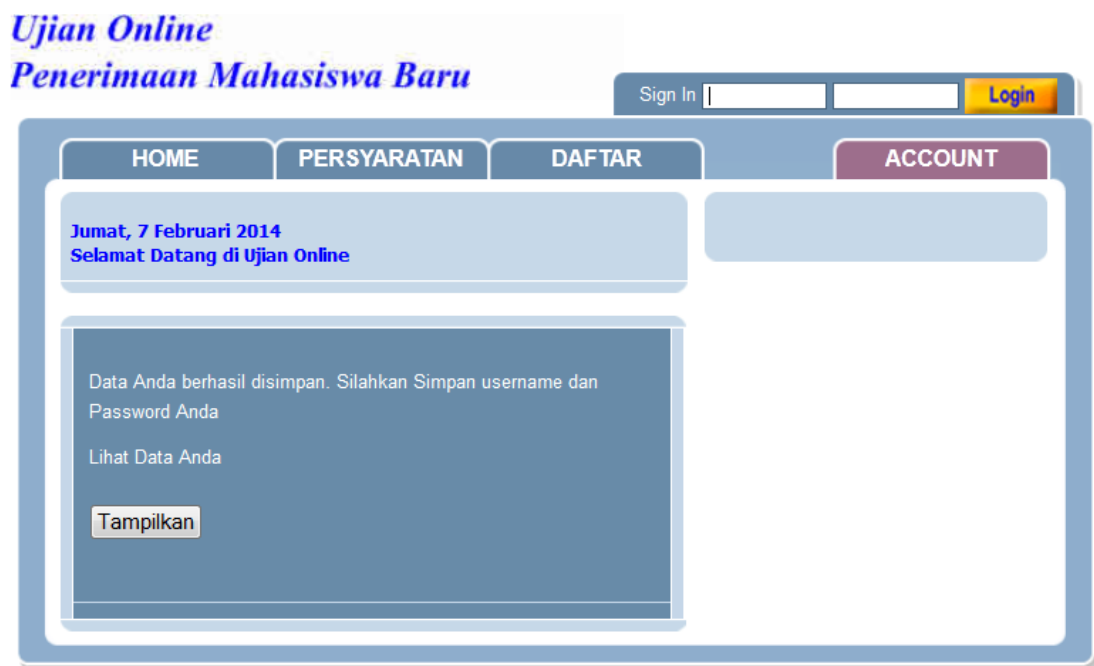 Ujian Online
Penerimaan Mahasiswa Baru
Sign In
Login
HOME
PERSYARATAN
DAFTAR
ACCOUNT
Jumat, 7 Februari 2014
Selamat Datang di Ujian Online
Data Anda berhasil disimpan. Silahkan Simpan username dan
Password Anda
Lihat Data Anda
Tampilkan